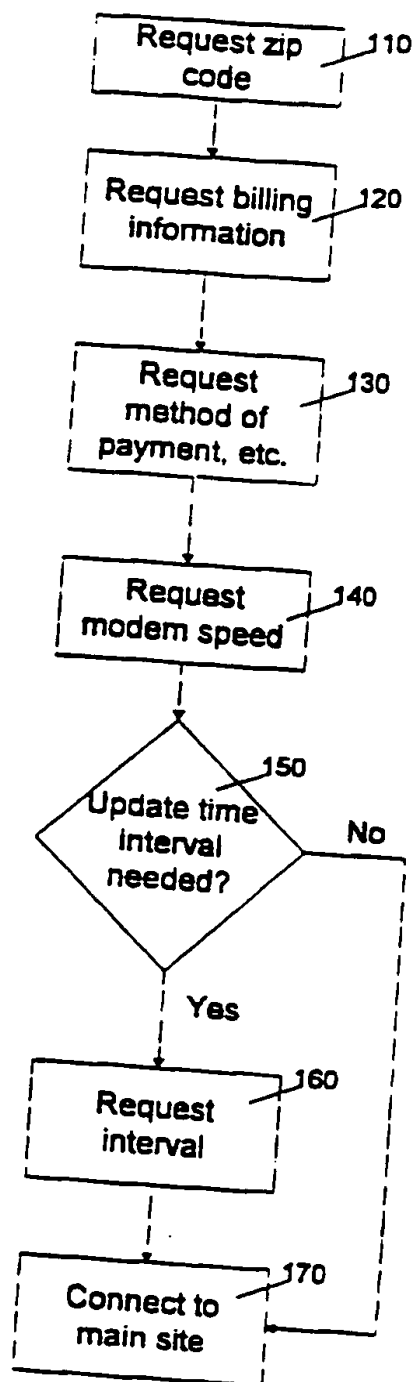 Request zip
code
110
Request billing
information
120
Request
method of
payment, etc.
130
Request
modem speed
140
Update time
interval
needed?
150
No
Yes
Request
interval
160
Connect to
main site
170